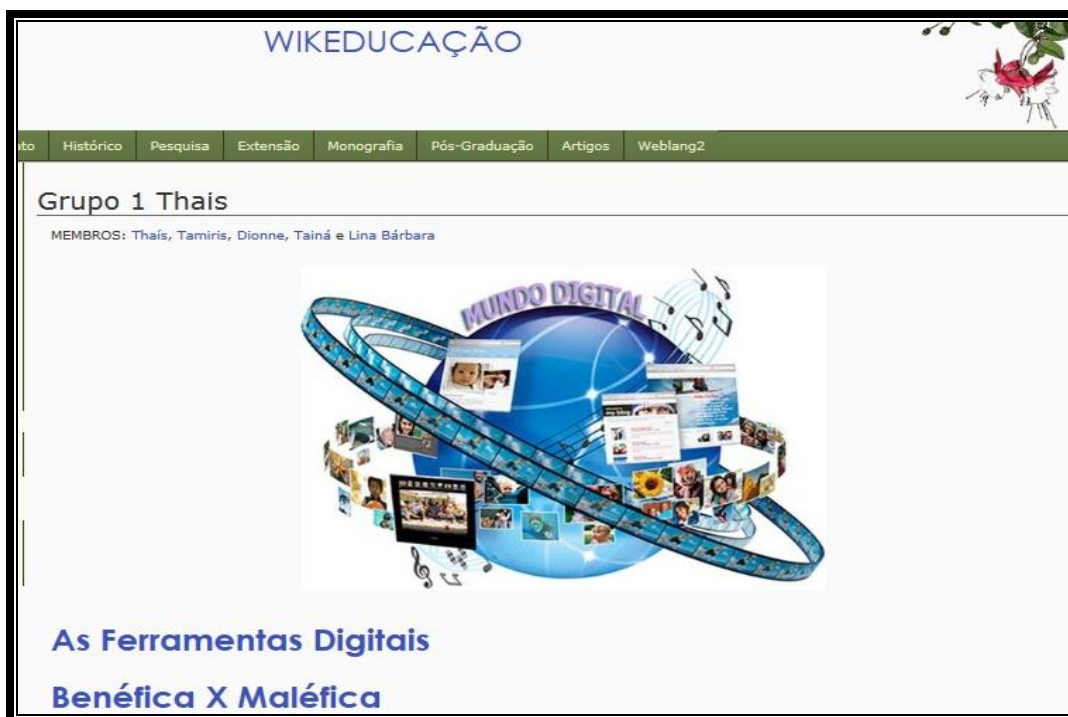 WIKEDUCAÇÃO
ato Histórico Pesquisa Extensão Monografia Pós-Graduação Artigos Weblang2
Grupo 1 Thais
MEMBROS: Thaís, Tamiris, Dionne, Tainá e Lina Bárbara
MUNDO DIGITAL
As Ferramentas Digitais
Benéfica X Maléfica